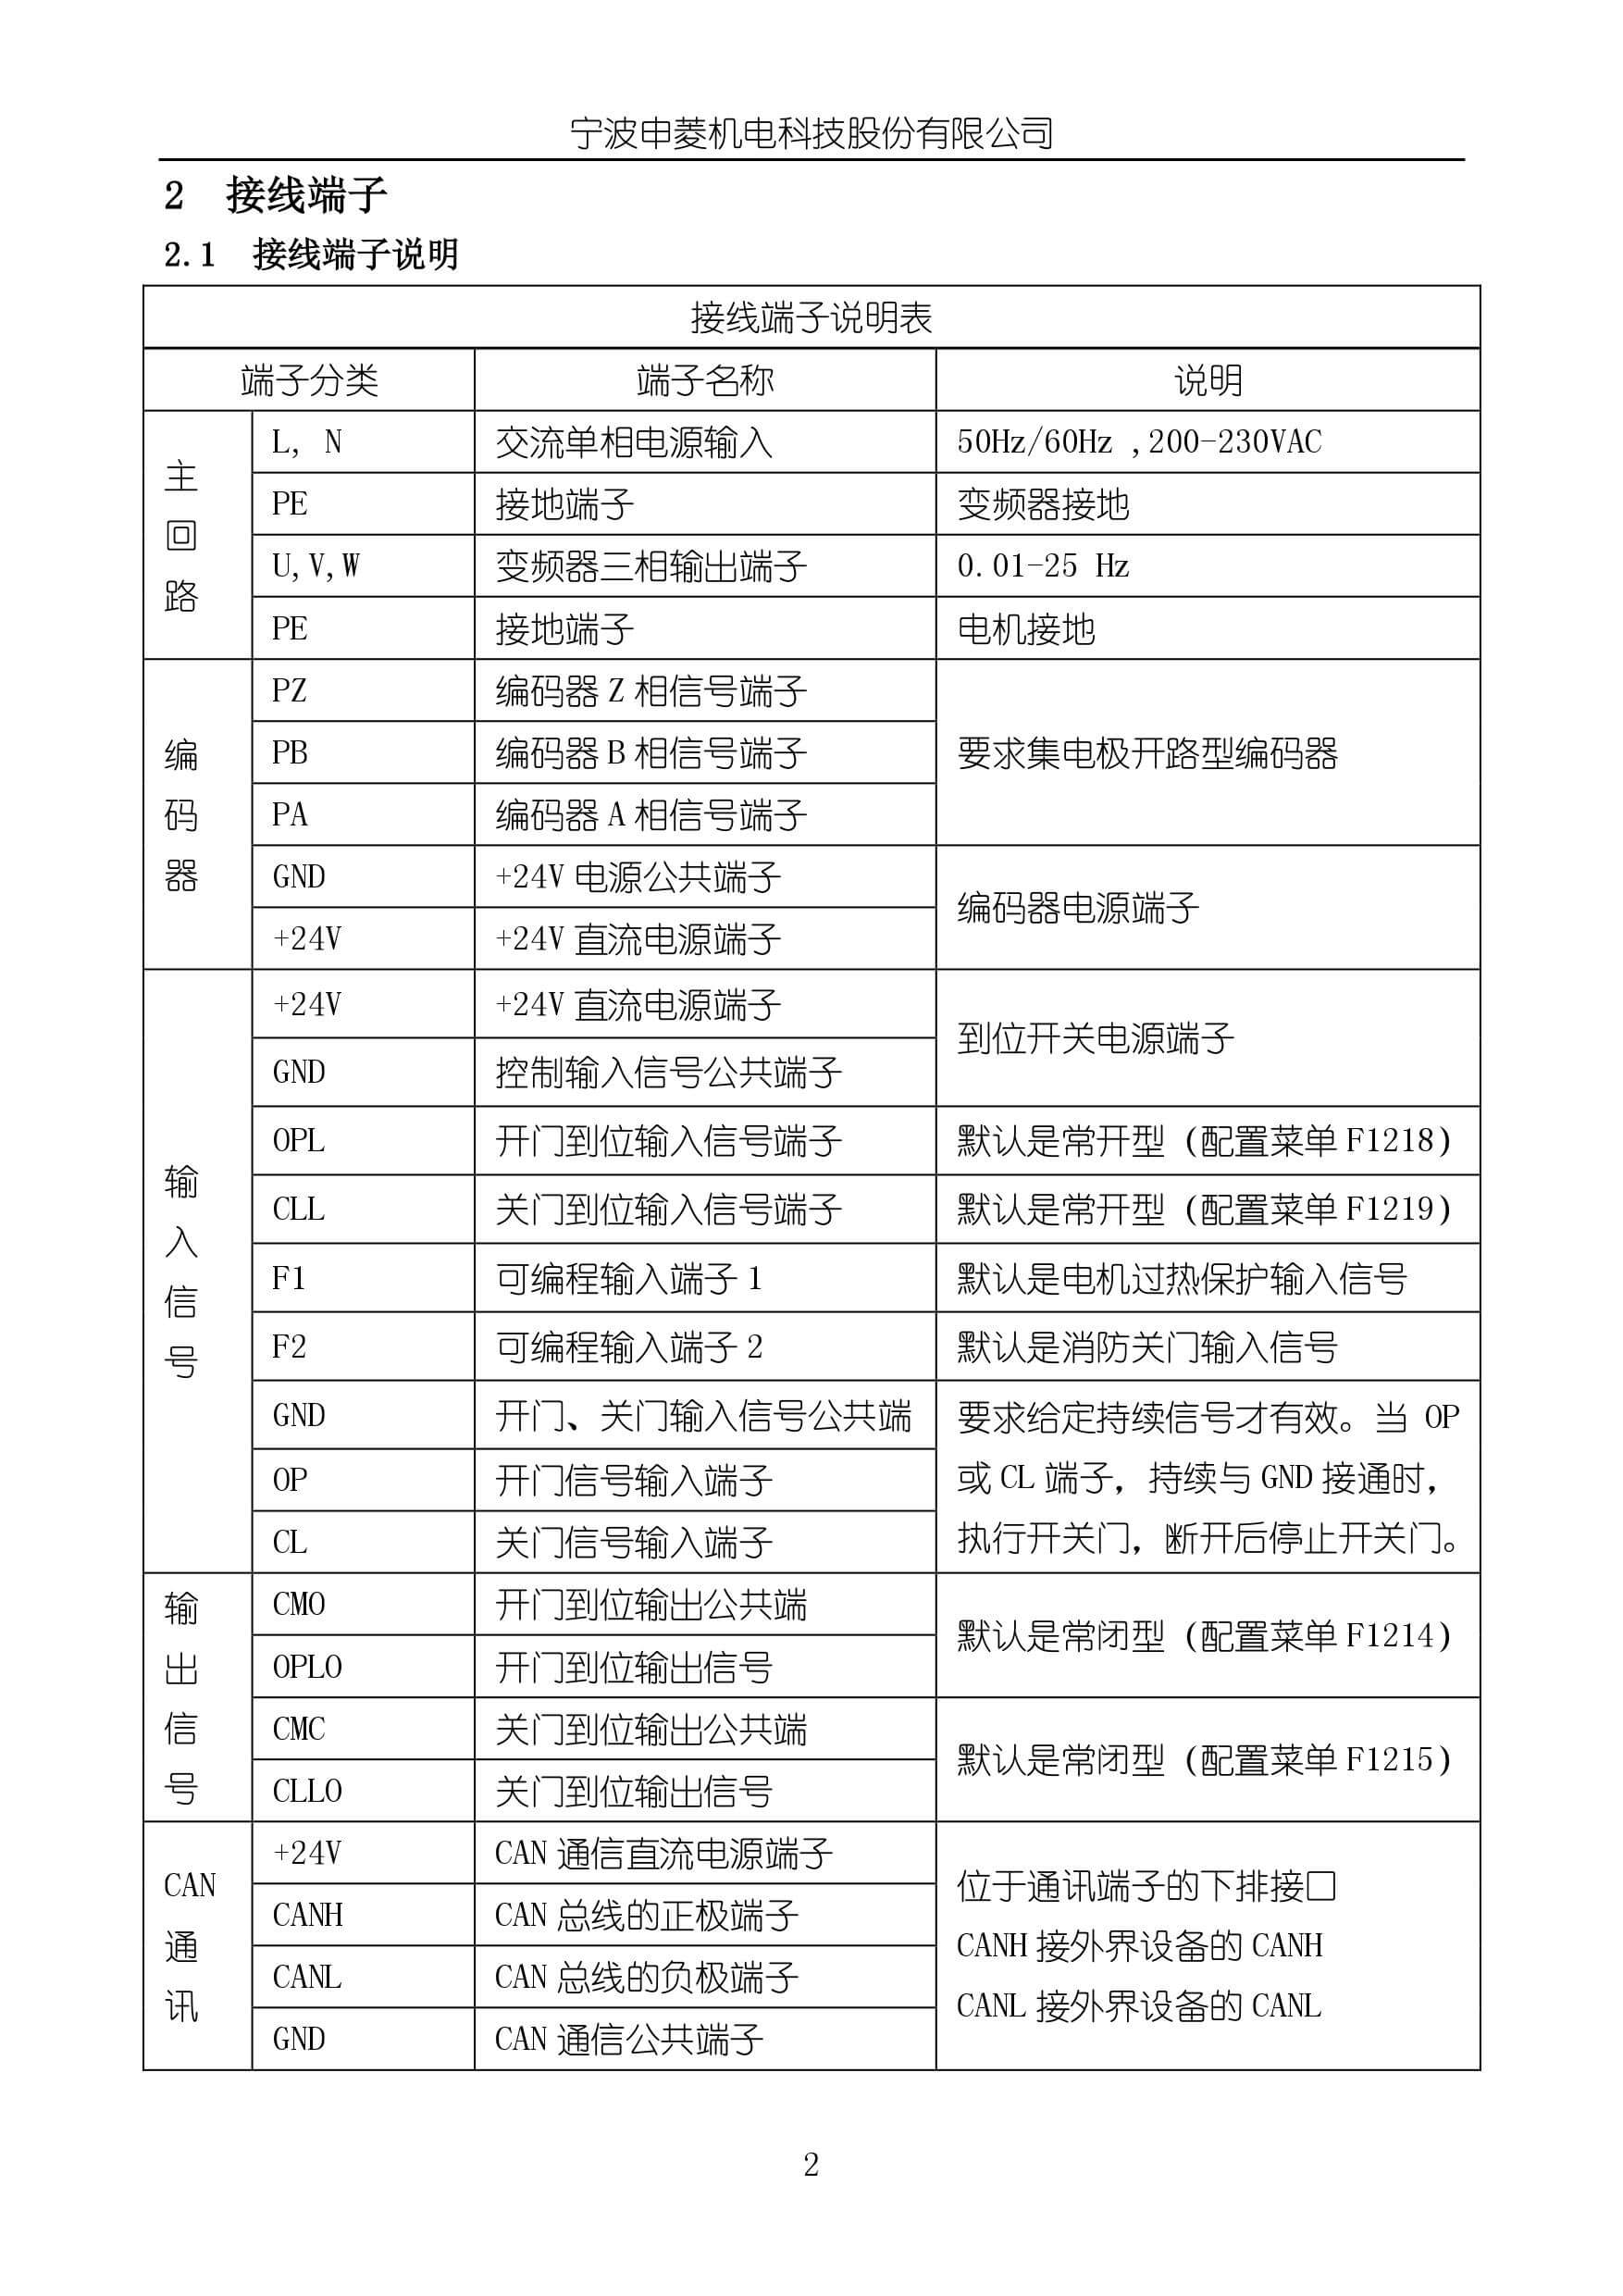 宁波申菱机电科技股份有限公司
2 接线端子
2.1 接线端子说明
接线端子说明表
端子分类 端子名称 说明
主回路
L, N 交流单相电源输入 50Hz/60Hz ,200-230VAC
PE 接地端子 变频器接地
U,V,W 变频器三相输出端子 0.01-25 Hz
PE 接地端子 电机接地
编码器
PZ 编码器 Z 相信号端子
PB 编码器 B 相信号端子 要求集电极开路型编码器
PA 编码器 A 相信号端子
GND +24V 电源公共端子
编码器电源端子
+24V +24V 直流电源端子
输入信号
+24V +24V 直流电源端子
到位开关电源端子
GND 控制输入信号公共端子
OPL 开门到位输入信号端子 默认是常开型（配置菜单 F1218）
CLL 关门到位输入信号端子 默认是常开型（配置菜单 F1219）
F1 可编程输入端子 1 默认是电机过热保护输入信号
F2 可编程输入端子 2 默认是消防关门输入信号
GND 开门、关门输入信号公共端 要求给定持续信号才有效。当 OP
OP 开门信号输入端子 或 CL 端子，持续与 GND 接通时，
CL 关门信号输入端子 执行开关门，断开后停止开关门。
输出信号
CMO 开门到位输出公共端
默认是常闭型（配置菜单 F1214）
OPLO 开门到位输出信号
CMC 关门到位输出公共端
默认是常闭型（配置菜单 F1215）
CLLO 关门到位输出信号
CAN 通讯
+24V CAN 通信直流电源端子
位于通讯端子的下排接口
CANH CAN 总线的正极端子
CANH 接外界设备的 CANH
CANL CAN 总线的负极端子
CANL 接外界设备的 CANL
GND CAN 通信公共端子
2